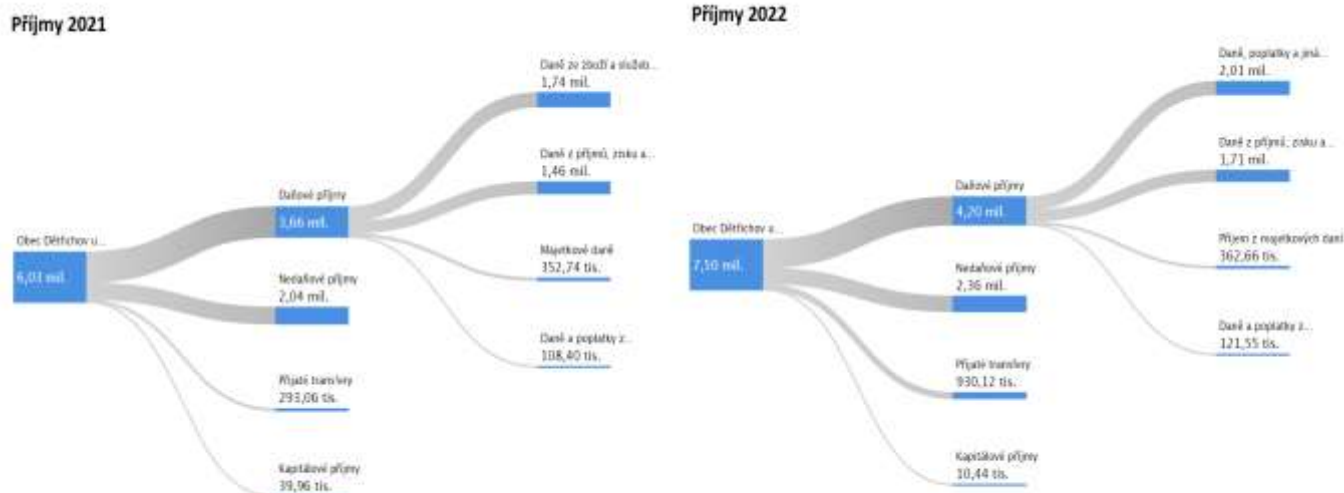 Příjmy 2021
Daně ze zboží a služeb...
1,74 mil.
Daně z příjmů, zisku a...
1,46 mil.
Daňové příjmy
3,66 mil.
Obec Dětřichov u...
6,03 mil.
Majetkové daně
352,74 tis.
Nedaňové příjmy
2,04 mil.
Daně a poplatky z...
108,40 tis.
Přijaté transfery
293,06 tis.
Kapitálové příjmy
39,96 tis.
Příjmy 2022
Daně, poplatky a jiná...
2,01 mil.
Daně z příjmů, zisku a...
1,71 mil.
Daňové příjmy
4,20 mil.
Obec Dětřichov u...
7,50 mil.
Příjem z majetkových daní
362,66 tis.
Nedaňové příjmy
2,36 mil.
Daně a poplatky z...
121,55 tis.
Přijaté transfery
930,12 tis.
Kapitálové příjmy
10,44 tis.